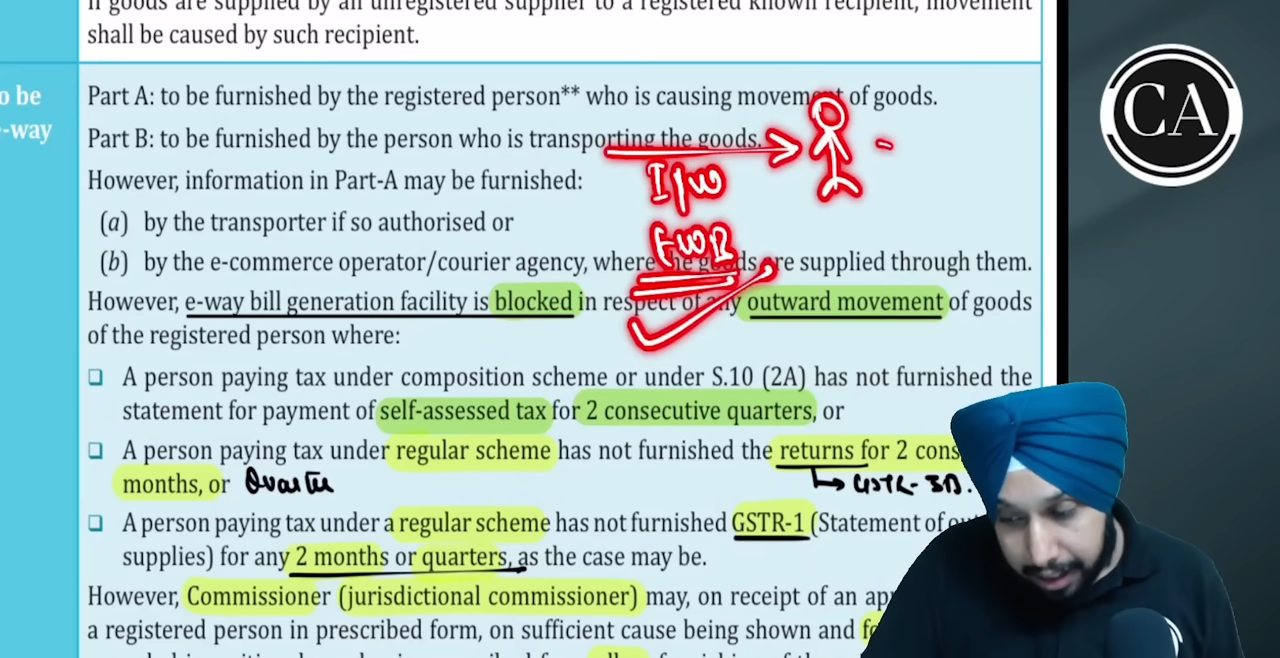 If goods are supplied by an unregistered supplier to a registered known recipient, movement
shall be caused by such recipient.
o be
-way
Part A: to be furnished by the registered person** who is causing movement of goods.
Part B: to be furnished by the person who is transporting the goods.
However, information in Part-A may be furnished:
I/W
(a) by the transporter if so authorised or
EWB
(b) by the e-commerce operator/courier agency, where the goods are supplied through them.
However, e-way bill generation facility is blocked in respect of any outward movement of goods
of the registered person where:
❑ A person paying tax under composition scheme or under S.10 (2A) has not furnished the
statement for payment of self-assessed tax for 2 consecutive quarters, or
❑ A person paying tax under regular scheme has not furnished the returns for 2 cons
months, or Quarter
GSTR-3B.
❑ A person paying tax under a regular scheme has not furnished GSTR-1 (Statement of
supplies) for any 2 months or quarters, as the case may be.
However, Commissioner (jurisdictional commissioner) may, on receipt of an ap
a registered person in prescribed form, on sufficient cause being shown and
CA